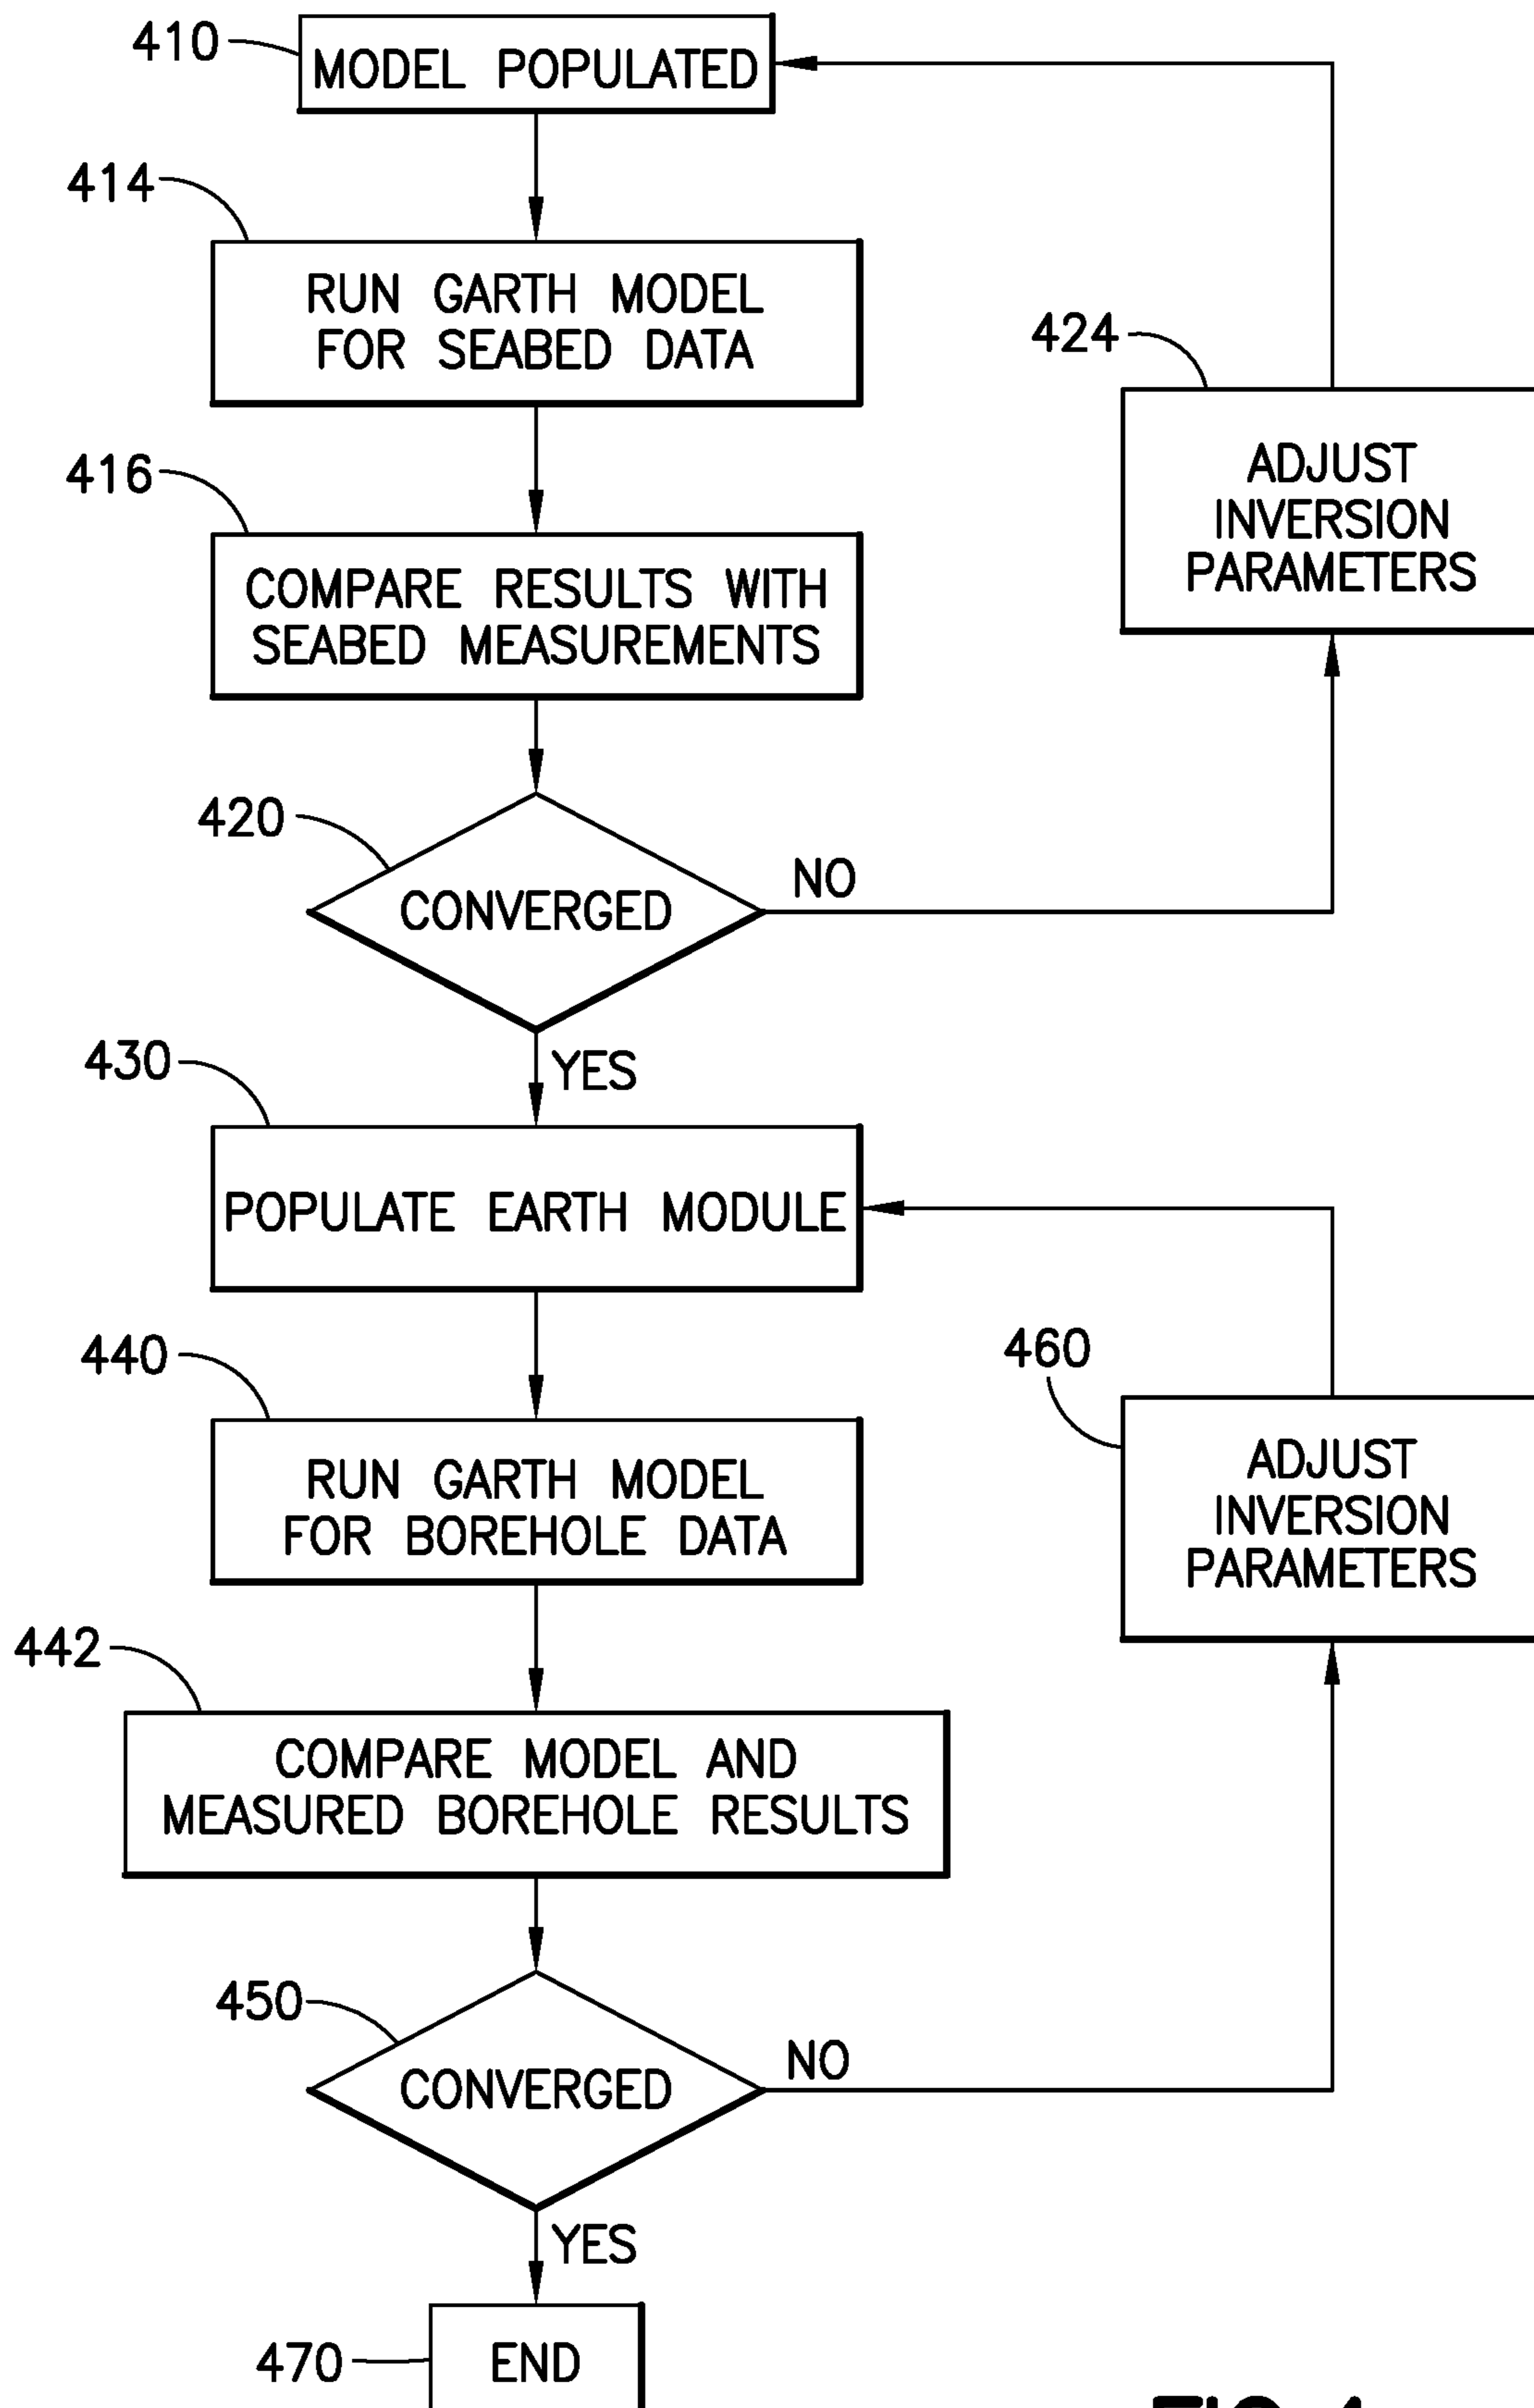 410
MODEL POPULATED
414
RUN GARTH MODEL
FOR SEABED DATA
424
ADJUST
INVERSION
PARAMETERS
416
COMPARE RESULTS WITH
SEABED MEASUREMENTS
420
CONVERGED
NO
YES
430
POPULATE EARTH MODULE
440
RUN GARTH MODEL
FOR BOREHOLE DATA
460
ADJUST
INVERSION
PARAMETERS
442
COMPARE MODEL AND
MEASURED BOREHOLE RESULTS
450
CONVERGED
NO
YES
470
END